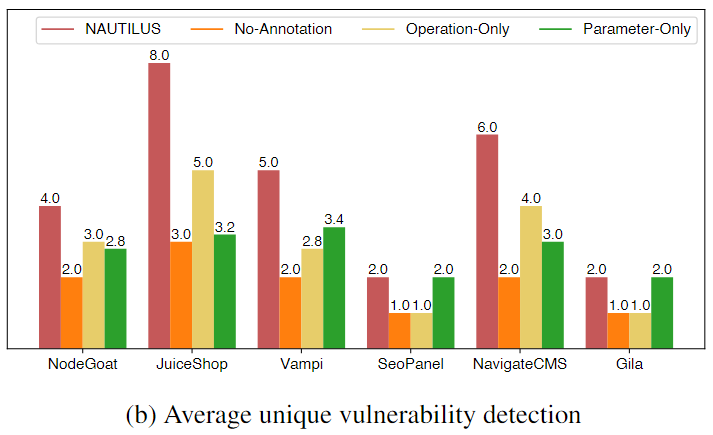 NAUTILUS No-Annotation Operation-Only Parameter-Only
4.0 2.0 3.0 2.8
8.0 3.0 5.0 3.2
5.0 2.0 2.8 3.4
2.0 1.0 1.0 2.0
6.0 2.0 4.0 3.0
2.0 1.0 1.0 2.0
NodeGoat JuiceShop Vampi SeoPanel NavigateCMS Gila
(b) Average unique vulnerability detection